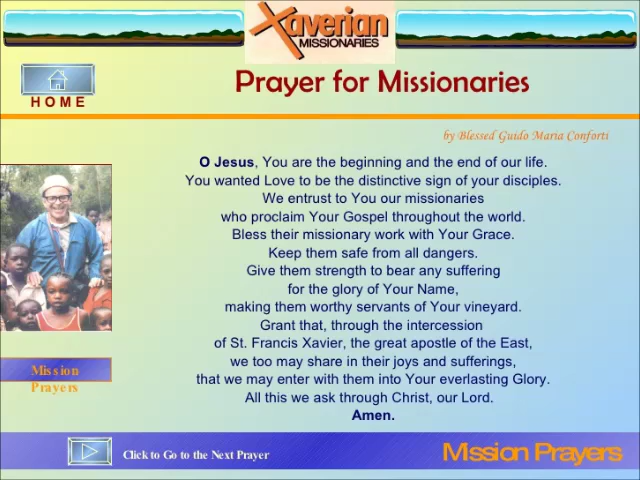 Xaverian
MISSIONARIES
HOME
Prayer for Missionaries
by Blessed Guido Maria Conforti
O Jesus, You are the beginning and the end of our life.
You wanted Love to be the distinctive sign of your disciples.
We entrust to You our missionaries
who proclaim Your Gospel throughout the world.
Bless their missionary work with Your Grace.
Keep them safe from all dangers.
Give them strength to bear any suffering
for the glory of Your Name,
making them worthy servants of Your vineyard.
Grant that, through the intercession
of St. Francis Xavier, the great apostle of the East,
we too may share in their joys and sufferings,
that we may enter with them into Your everlasting Glory.
All this we ask through Christ, our Lord.
Amen.
Mission
Prayers
Click to Go to the Next Prayer
Mission Prayers